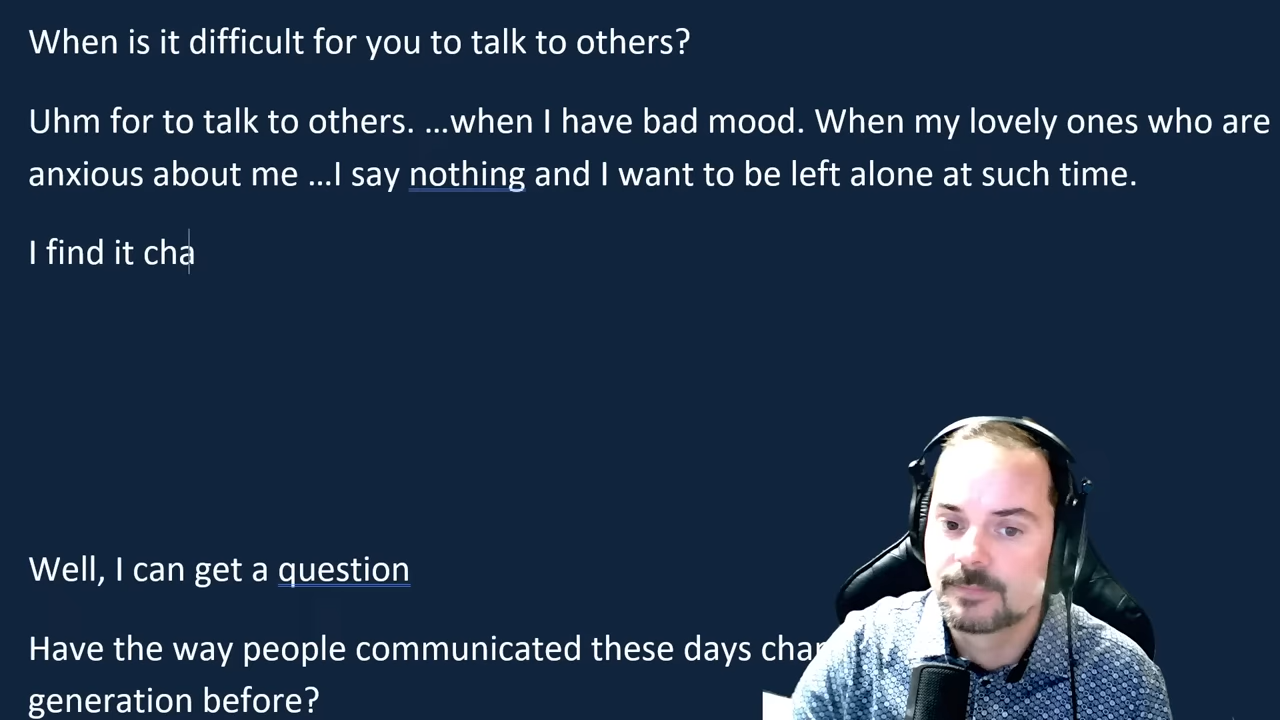 When is it difficult for you to talk to others?
Uhm for to talk to others. …when I have bad mood. When my lovely ones who are
anxious about me …I say nothing and I want to be left alone at such time.
I find it cha
Well, I can get a question
Have the way people communicated these days
generation before?